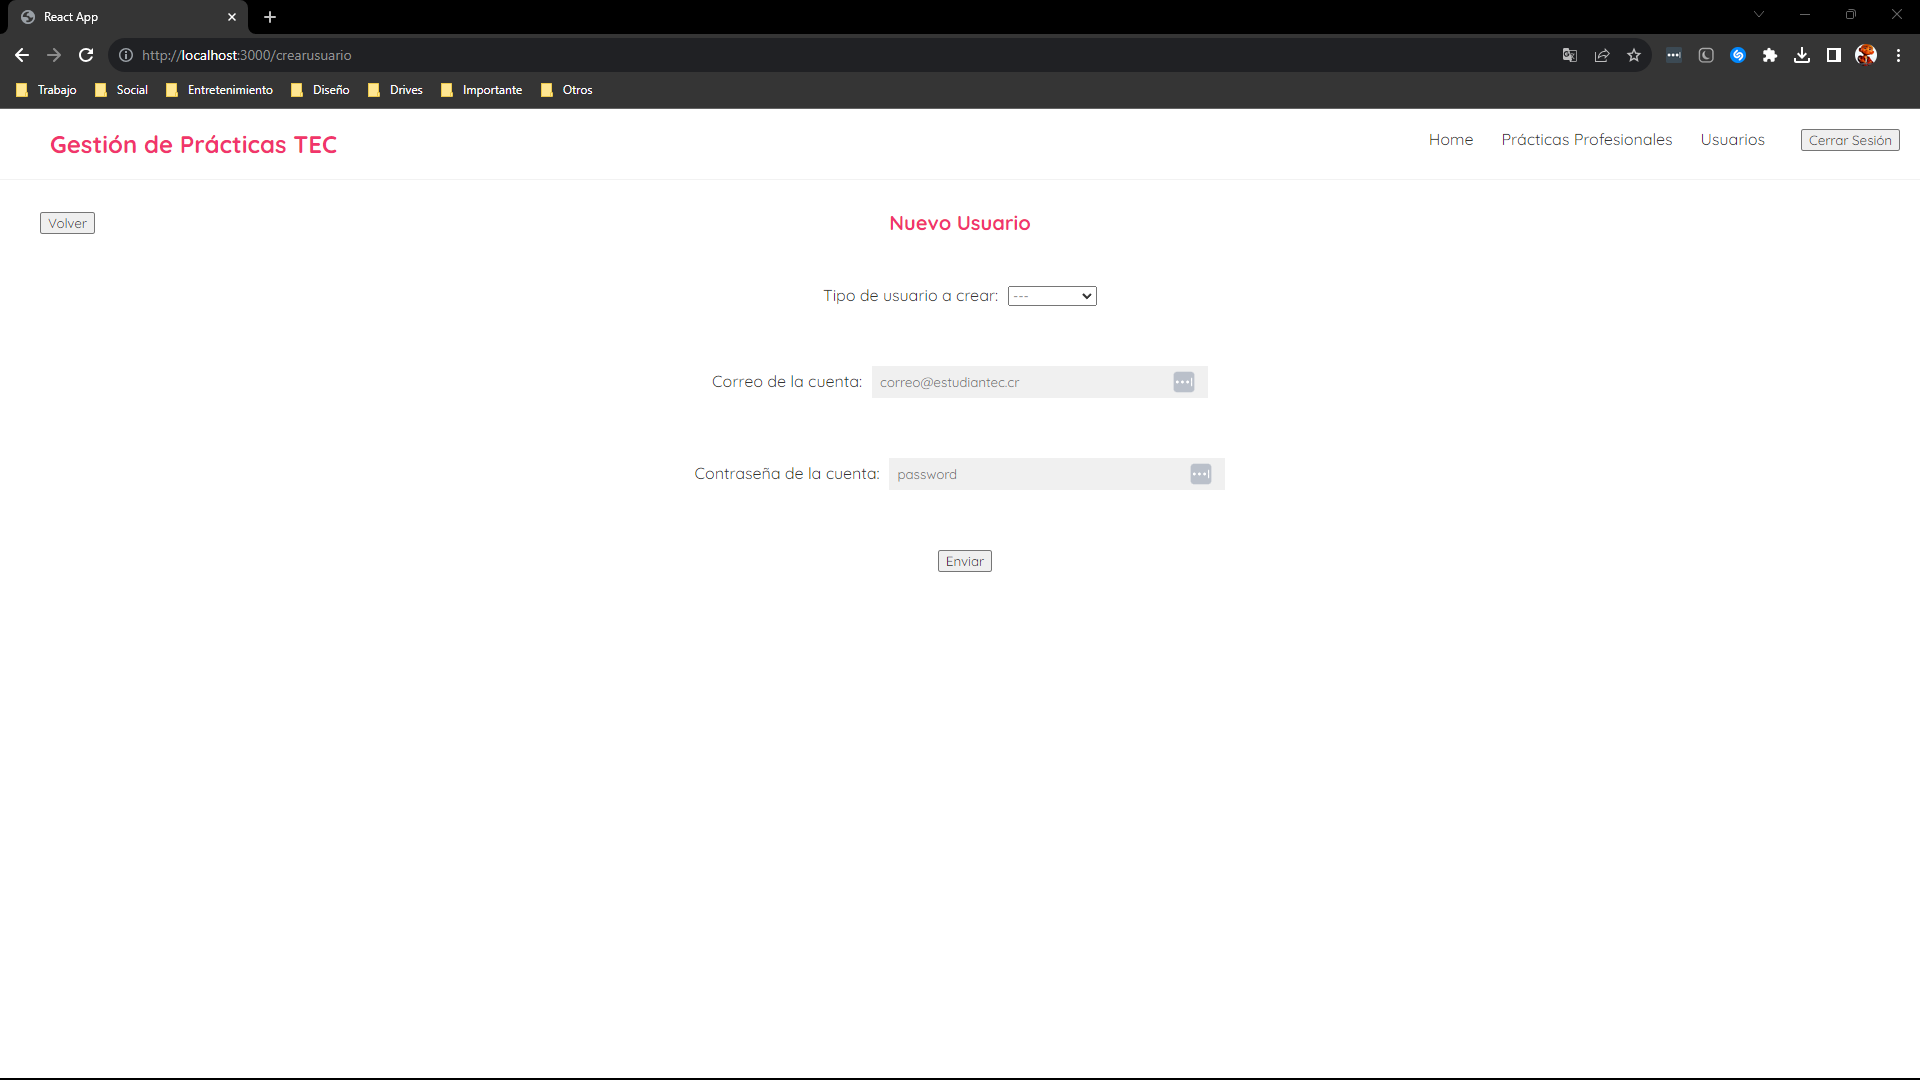 React App
http://localhost:3000/crearusuario
Trabajo Social Entretenimiento Diseño Drives Importante Otros
Gestión de Prácticas TEC
Home Prácticas Profesionales Usuarios Cerrar Sesión
Volver
Nuevo Usuario
Tipo de usuario a crear: ---
Correo de la cuenta: correo@estudiantec.cr
Contraseña de la cuenta: password
Enviar